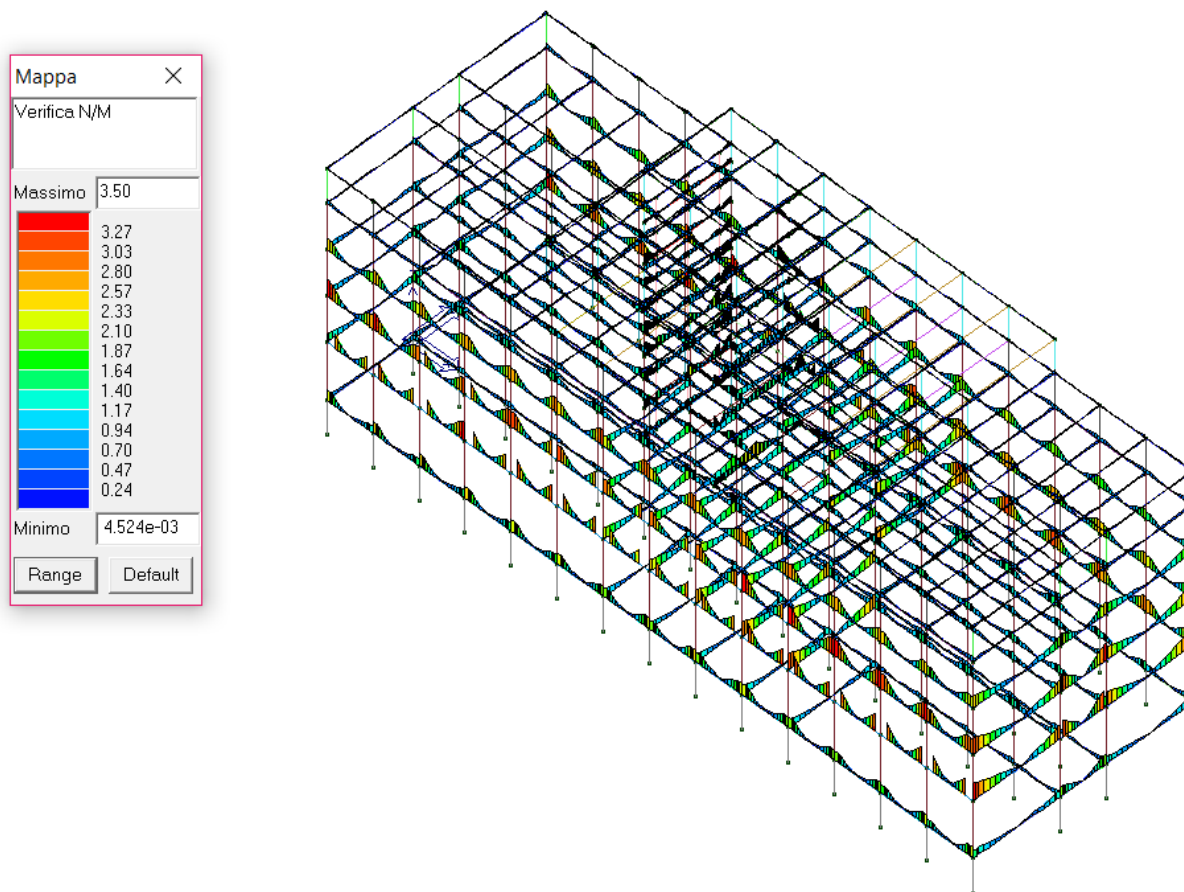 Mappa
Verifica N/M
Massimo 3.50
3.27
3.03
2.80
2.57
2.33
2.10
1.87
1.64
1.40
1.17
0.94
0.70
0.47
0.24
Minimo 4.524e-03
Range Default